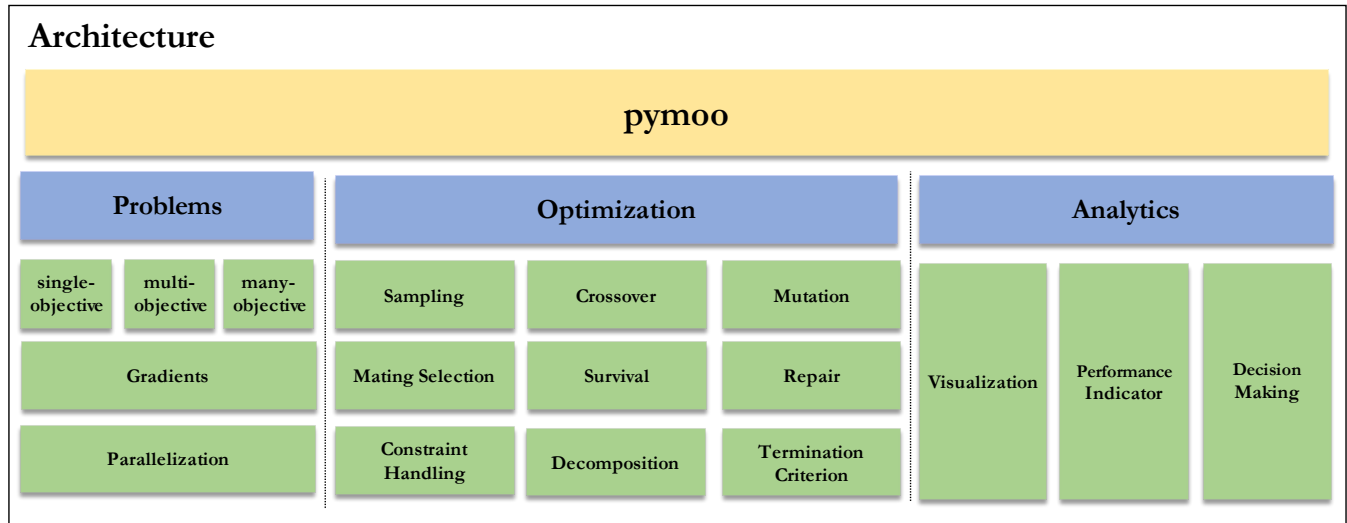 Architecture
pymoo
Problems
Optimization
Analytics
single-
objective
multi-
objective
many-
objective
Gradients
Parallelization
Sampling
Crossover
Mutation
Mating Selection
Survival
Repair
Constraint
Handling
Decomposition
Termination
Criterion
Visualization
Performance
Indicator
Decision
Making